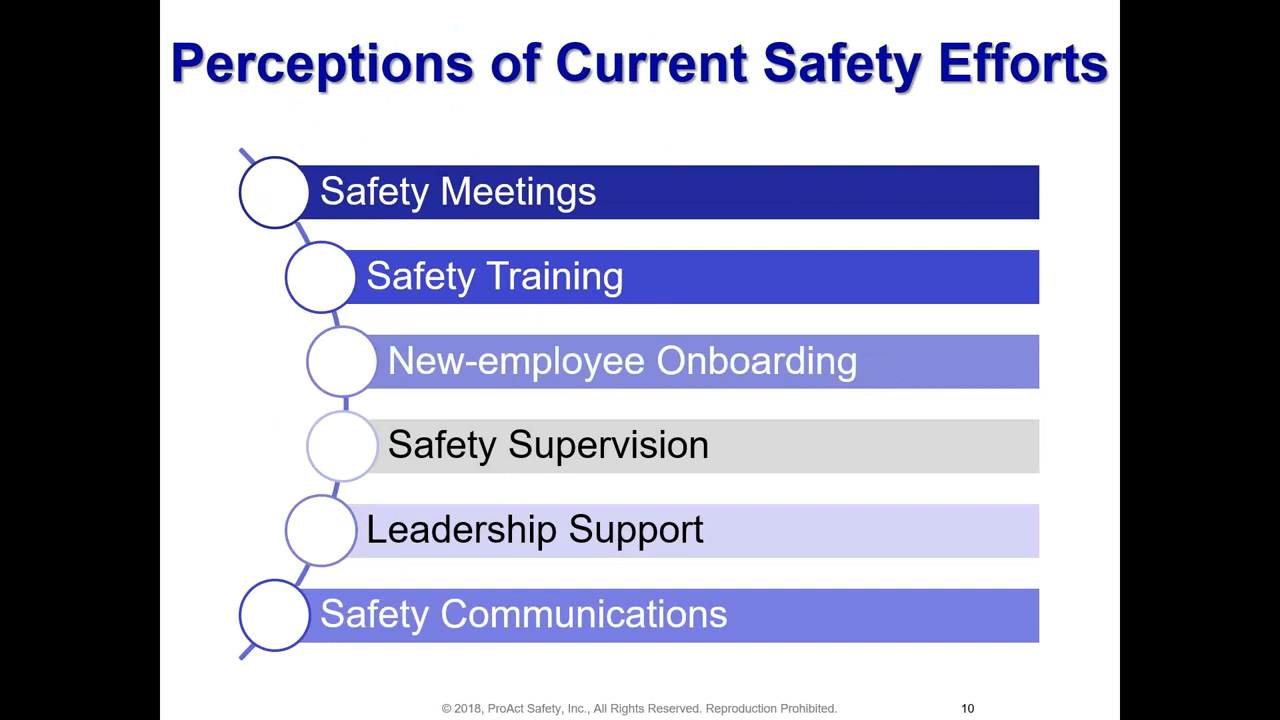 Perceptions of Current Safety Efforts
Safety Meetings
Safety Training
New-employee Onboarding
Safety Supervision
Leadership Support
Safety Communications
© 2018, ProAct Safety, Inc., All Rights Reserved. Reproduction Prohibited.
10